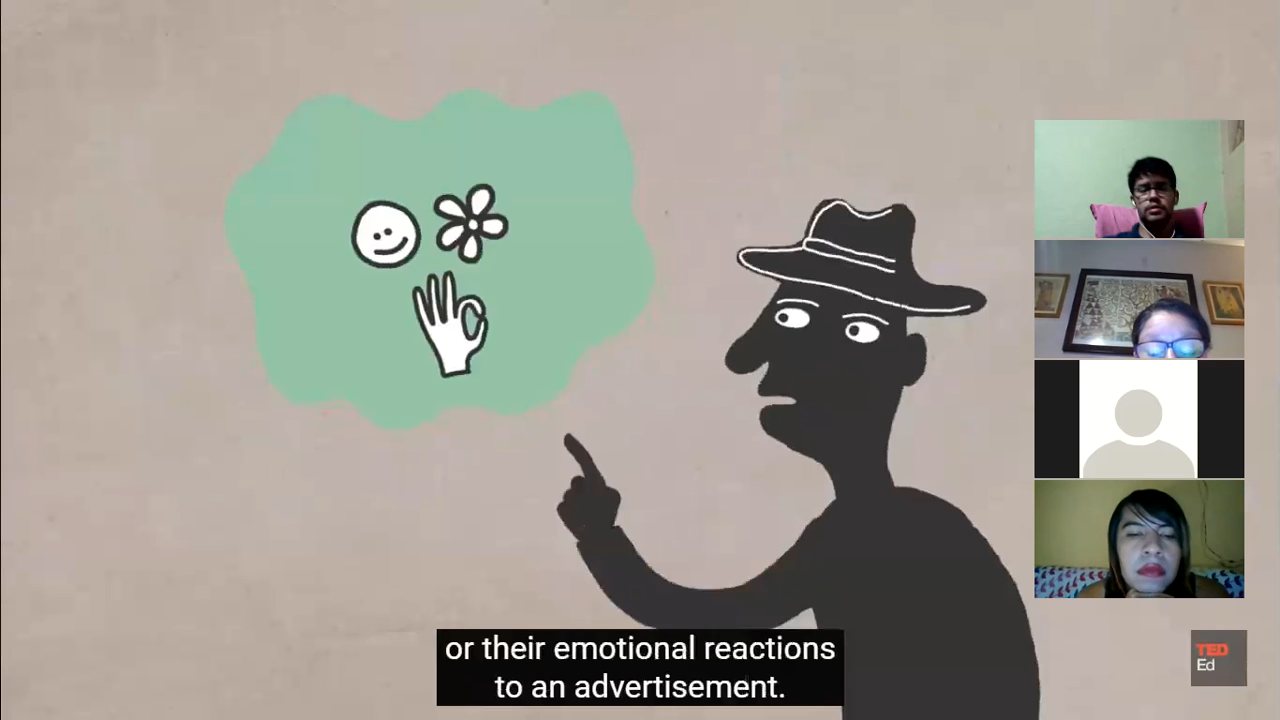 or their emotional reactions
to an advertisement.
TED
Ed